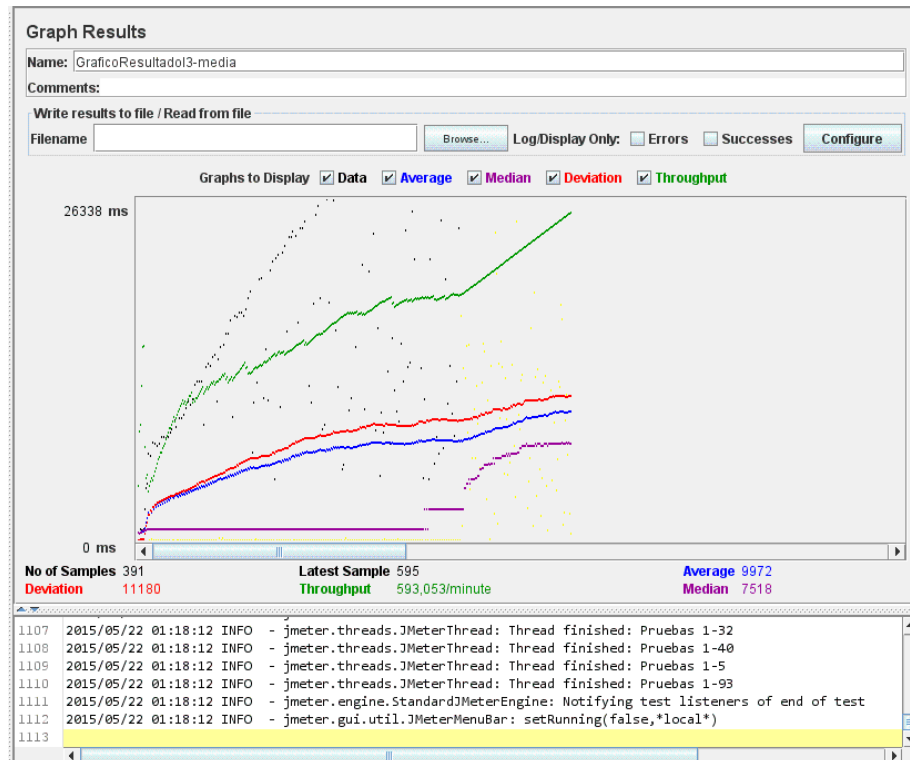 Graph Results
Name: GraficoResultadol3-media
Comments:
Write results to file / Read from file
Filename Browse... Log/Display Only: Errors Successes Configure
Graphs to Display Data Average Median Deviation Throughput
26338 ms
0 ms
No of Samples 391 Latest Sample 595 Average 9972
Deviation 11180 Throughput 593,053/minute Median 7518
1107 2015/05/22 01:18:12 INFO - jmeter.threads.JMeterThread: Thread finished: Pruebas 1-32
1108 2015/05/22 01:18:12 INFO - jmeter.threads.JMeterThread: Thread finished: Pruebas 1-40
1109 2015/05/22 01:18:12 INFO - jmeter.threads.JMeterThread: Thread finished: Pruebas 1-5
1110 2015/05/22 01:18:12 INFO - jmeter.threads.JMeterThread: Thread finished: Pruebas 1-93
1111 2015/05/22 01:18:12 INFO - jmeter.engine.StandardJMeterEngine: Notifying test listeners of end of test
1112 2015/05/22 01:18:12 INFO - jmeter.gui.util.JMeterMenuBar: setRunning(false,*local*)
1113